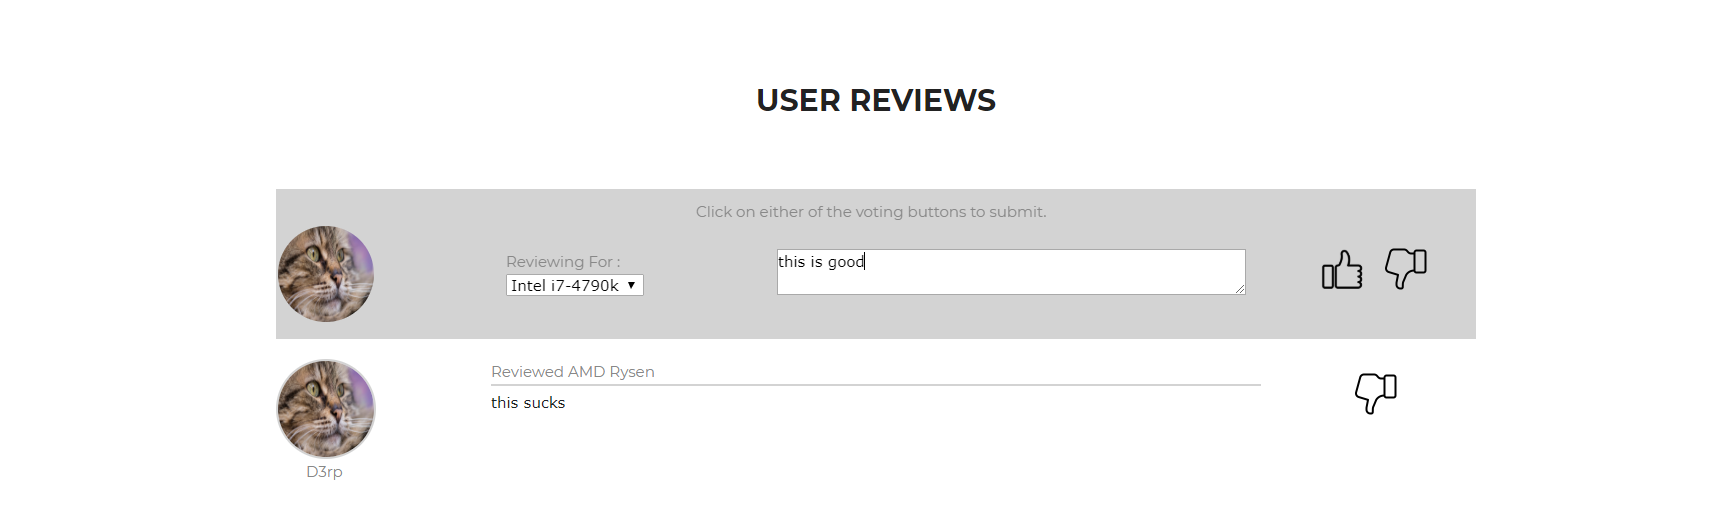 USER REVIEWS
Click on either of the voting buttons to submit.
Reviewing For :
Intel i7-4790k
this is good
Reviewed AMD Rysen
this sucks
D3rp